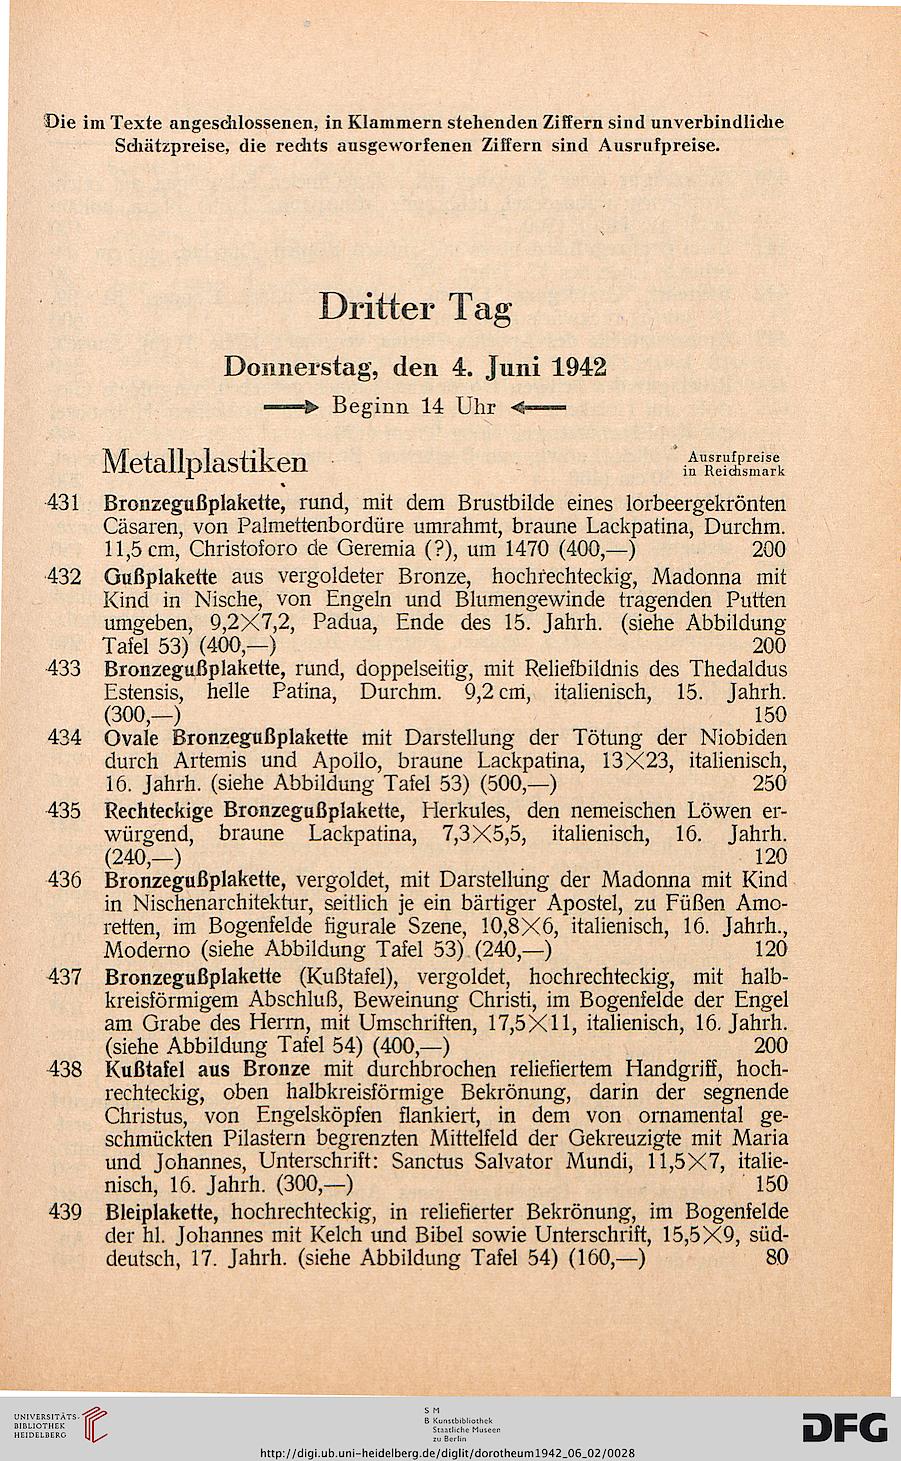 Die im Texte angeschlossenen, in Klammern stehenden Ziffern sind unverbindliche
Schätzpreise, die rechts ausgeworfenen Ziffern sind Ausrufpreise.
Dritter Tag
Donnerstag, den 4. Juni 1942
Beginn 14 Uhr
Metallplastiken
Ausrufpreise
in Reichsmark
431 Bronzegußplakette, rund, mit dem Brustbilde eines lorbeergekrönten
Cäsaren, von Palmettenbordüre umrahmt, braune Lackpatina, Durchm.
11,5 cm, Christoforo de Geremia (?), um 1470 (400,—) 200
432 Gußplakette aus vergoldeter Bronze, hochrechteckig, Madonna mit
Kind in Nische, von Engeln und Blumengewinde tragenden Putten
umgeben, 9,2×7,2, Padua, Ende des 15. Jahrh. (siehe Abbildung
Tafel 53) (400,—) 200
433 Bronzegußplakette, rund, doppelseitig, mit Reliefbildnis des Thedaldus
Estensis, helle Patina, Durchm. 9,2 cm, italienisch, 15. Jahrh.
(300,—) 150
434 Ovale Bronzegußplakette mit Darstellung der Tötung der Niobiden
durch Artemis und Apollo, braune Lackpatina, 13×23, italienisch,
16. Jahrh. (siehe Abbildung Tafel 53) (500,—) 250
435 Rechteckige Bronzegußplakette, Herkules, den nemeischen Löwen er-
würgend, braune Lackpatina, 7,3×5,5, italienisch, 16. Jahrh.
(240,—) 120
436 Bronzegußplakette, vergoldet, mit Darstellung der Madonna mit Kind
in Nischenarchitektur, seitlich je ein bärtiger Apostel, zu Füßen Amo-
retten, im Bogenfelde figurale Szene, 10,8×6, italienisch, 16. Jahrh.,
Moderno (siehe Abbildung Tafel 53) (240,—) 120
437 Bronzegußplakette (Kußtafel), vergoldet, hochrechteckig, mit halb-
kreisförmigem Abschluß, Beweinung Christi, im Bogenfelde der Engel
am Grabe des Herrn, mit Umschriften, 17,5×11, italienisch, 16. Jahrh.
(siehe Abbildung Tafel 54) (400,—) 200
438 Kußtafel aus Bronze mit durchbrochen reliefiertem Handgriff, hoch-
rechteckig, oben halbkreisförmige Bekrönung, darin der segnende
Christus, von Engelsköpfen flankiert, in dem von ornamental ge-
schmückten Pilastern begrenzten Mittelfeld der Gekreuzigte mit Maria
und Johannes, Unterschrift: Sanctus Salvator Mundi, 11,5×7, italie-
nisch, 16. Jahrh. (300,—) 150
439 Bleiplakette, hochrechteckig, in reliefierter Bekrönung, im Bogenfelde
der hl. Johannes mit Kelch und Bibel sowie Unterschrift, 15,5×9, süd-
deutsch, 17. Jahrh. (siehe Abbildung Tafel 54) (160,—) 80
UNIVERSITÄTS-
BIBLIOTHEK
HEIDELBERG
S M
B Kunstbibliothek
Staatliche Museen
zu Berlin
DFG
http://digi.ub.uni-heidelberg.de/diglit/dorotheum1942_06_02/0028